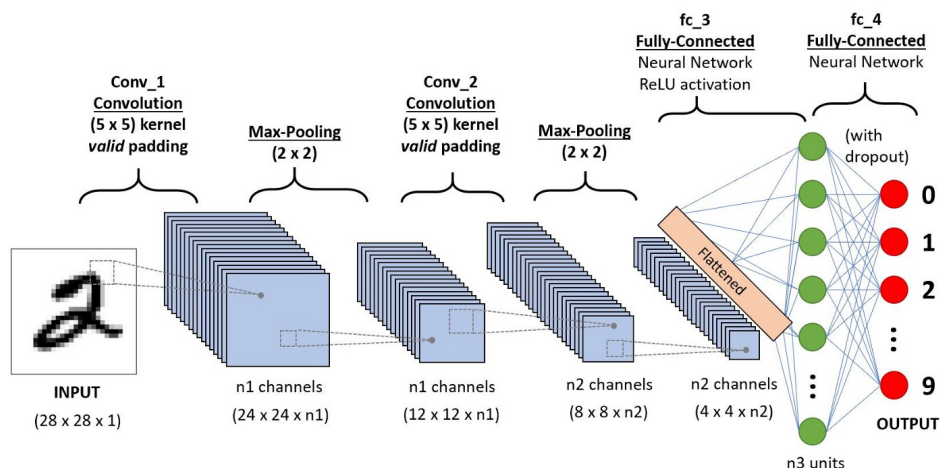 fc_3
Fully-Connected
Neural Network
ReLU activation
fc_4
Fully-Connected
Neural Network
Conv_1
Convolution
(5 x 5) kernel
valid padding
Max-Pooling
(2 x 2)
Conv_2
Convolution
(5 x 5) kernel
valid padding
Max-Pooling
(2 x 2)
(with
dropout)
Flattened
0
1
2
9
2
INPUT
(28 x 28 x 1)
n1 channels
(24 x 24 x n1)
n1 channels
(12 x 12 x n1)
n2 channels
(8 x 8 x n2)
n2 channels
(4 x 4 x n2)
OUTPUT
n3 units